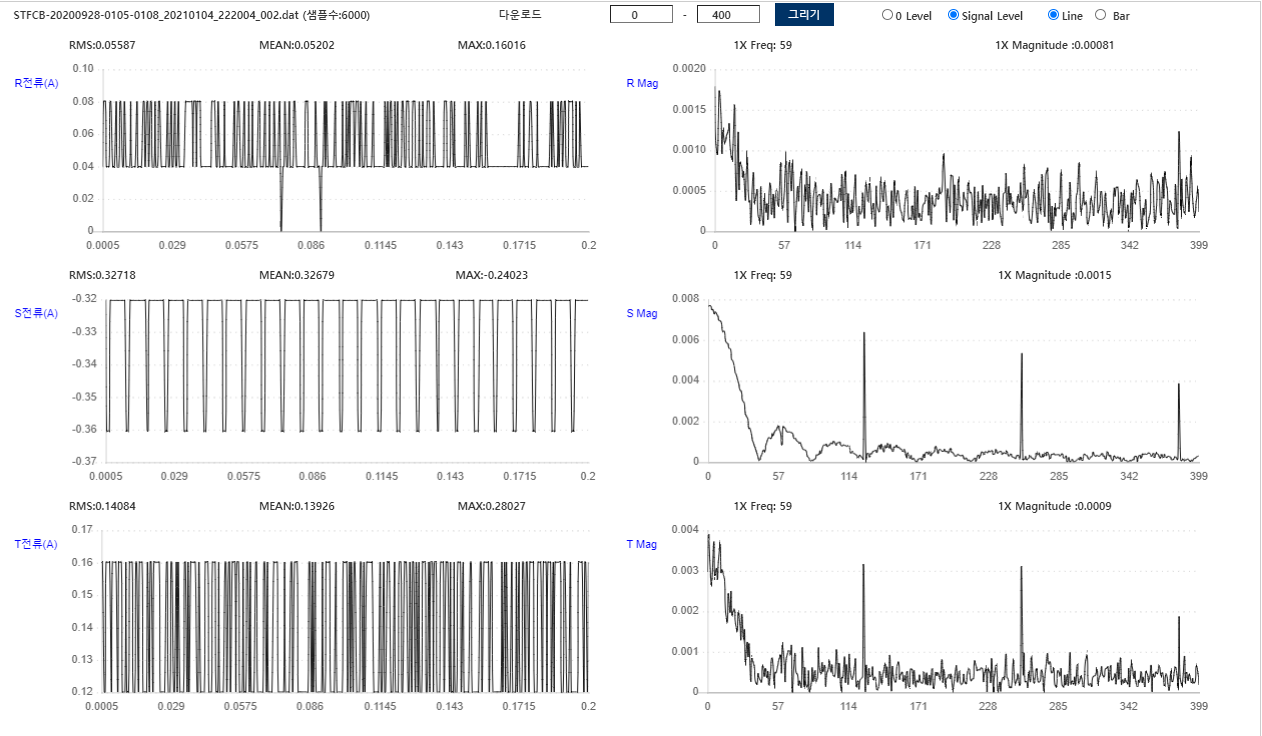 STFCB-20200928-0105-0108_20210104_222004_002.dat (샘플수:6000) 다운로드 0 - 400 그리기 0 Level Signal Level Line Bar
RMS:0.05587 MEAN:0.05202 MAX:0.16016 1X Freq: 59 1X Magnitude :0.00081
R전류(A)
0.10
0.08
0.06
0.04
0.02
0
0.0005 0.029 0.0575 0.086 0.1145 0.143 0.1715 0.2
R Mag
0.0020
0.0015
0.0010
0.0005
0
0 57 114 171 228 285 342 399
RMS:0.32718 MEAN:0.32679 MAX:-0.24023 1X Freq: 59 1X Magnitude :0.0015
S전류(A)
-0.32
-0.33
-0.34
-0.35
-0.36
-0.37
0.0005 0.029 0.0575 0.086 0.1145 0.143 0.1715 0.2
S Mag
0.008
0.006
0.004
0.002
0
0 57 114 171 228 285 342 399
RMS:0.14084 MEAN:0.13926 MAX:0.28027 1X Freq: 59 1X Magnitude :0.0009
T전류(A)
0.17
0.16
0.15
0.14
0.13
0.12
0.0005 0.029 0.0575 0.086 0.1145 0.143 0.1715 0.2
T Mag
0.004
0.003
0.002
0.001
0
0 57 114 171 228 285 342 399